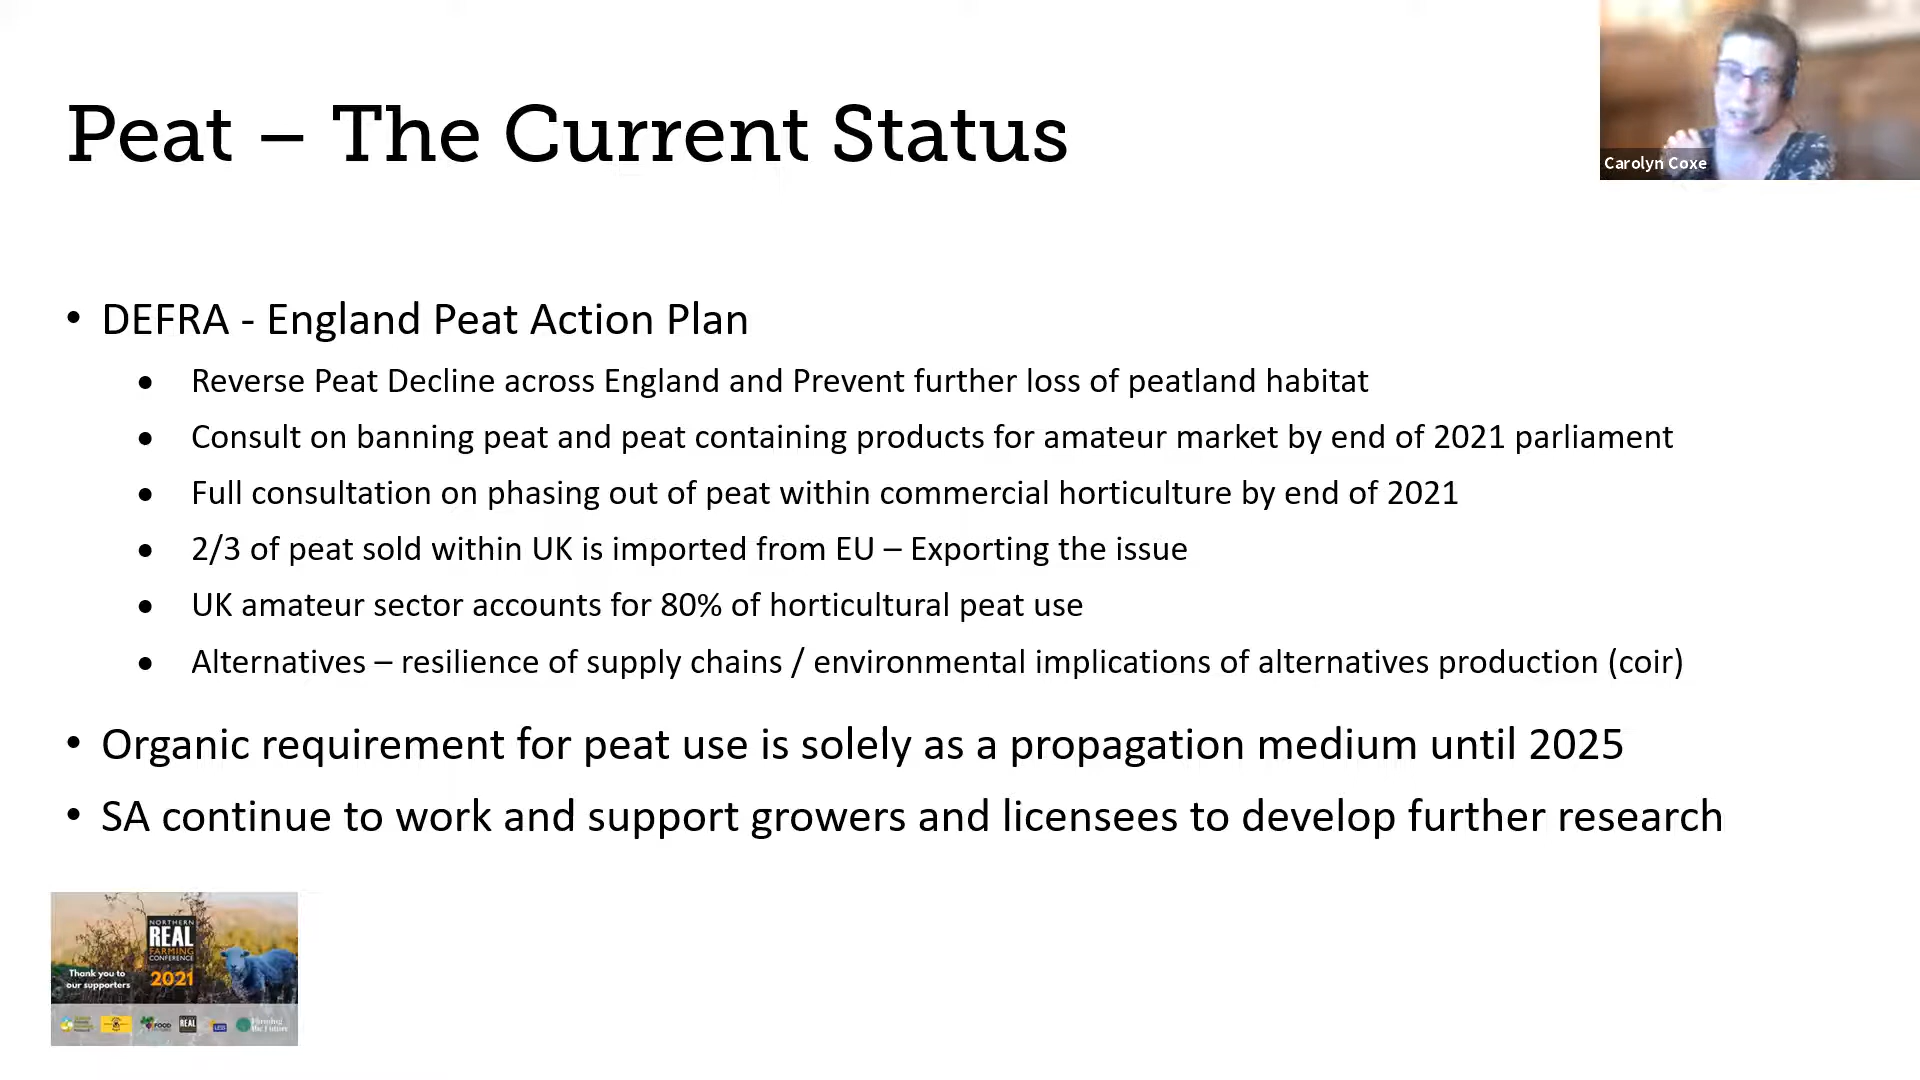 Peat – The Current Status
Carolyn Coxe
• DEFRA - England Peat Action Plan
• Reverse Peat Decline across England and Prevent further loss of peatland habitat
• Consult on banning peat and peat containing products for amateur market by end of 2021 parliament
• Full consultation on phasing out of peat within commercial horticulture by end of 2021
• 2/3 of peat sold within UK is imported from EU – Exporting the issue
• UK amateur sector accounts for 80% of horticultural peat use
• Alternatives – resilience of supply chains / environmental implications of alternatives production (coir)
• Organic requirement for peat use is solely as a propagation medium until 2025
• SA continue to work and support growers and licensees to develop further research
NORTHERN
REAL
FARMING
CONFERENCE
2021
Thank you to
our supporters
FOOD
REAL
LESS
Farming
the Future